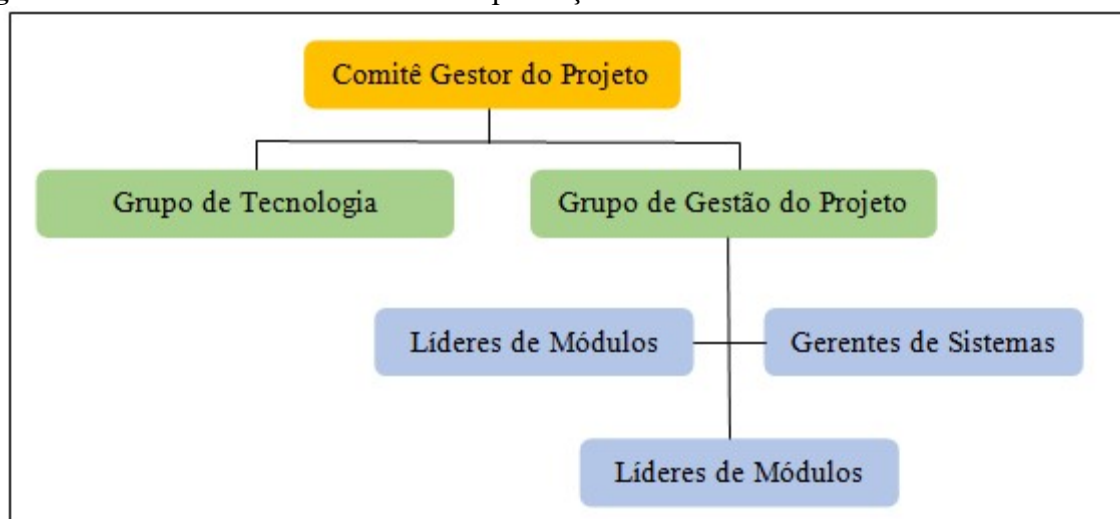 Comitê Gestor do Projeto
Grupo de Tecnologia
Grupo de Gestão do Projeto
Líderes de Módulos
Gerentes de Sistemas
Líderes de Módulos